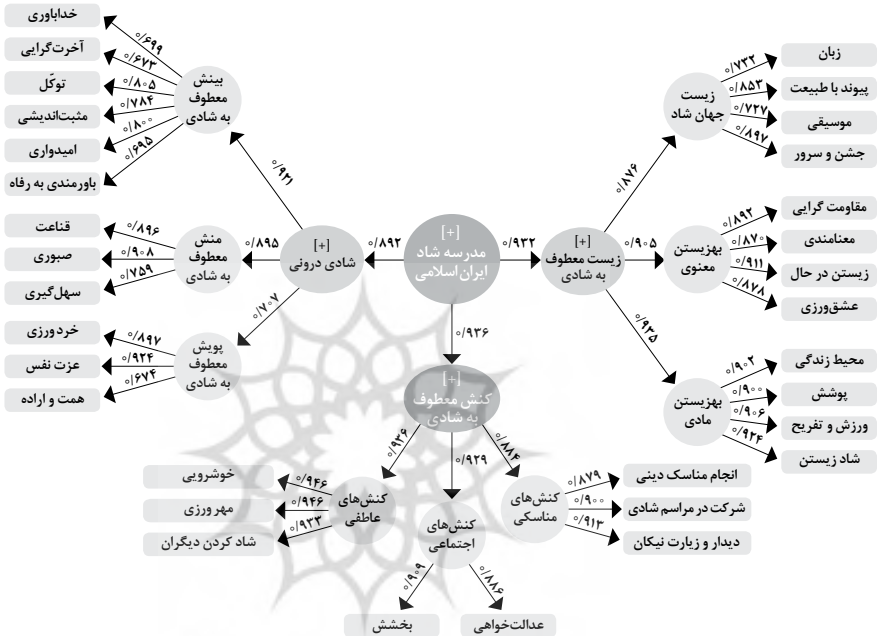 [+]
مدرسه شاد
ایران اسلامی
۰/۹۳۲
[+]
زیست معطوف
به شادی
۰/۸۷۶
زیست
جهان شاد
۰/۷۳۲
زبان
۰/۸۵۳
پیوند با طبیعت
۰/۷۲۷
موسیقی
۰/۸۹۷
جشن و سرور
۰/۹۰۵
بهزیستن
معنوی
۰/۸۹۲
مقاومت گرایی
۰/۸۷۰
معنامندی
۰/۹۱۱
زیستن در حال
۰/۸۷۸
عشق‌ورزی
۰/۹۳۵
بهزیستن
مادی
۰/۹۰۲
محیط زندگی
۰/۹۰۰
پوشش
۰/۹۰۶
ورزش و تفریح
۰/۹۲۴
شاد زیستن
۰/۸۹۲
[+]
شادی درونی
۰/۹۲۱
بینش
معطوف
به شادی
۰/۶۹۹
خداباوری
۰/۶۷۳
آخرت‌گرایی
۰/۸۰۵
توکّل
۰/۷۸۴
مثبت‌اندیشی
۰/۸۰۰
امیدواری
۰/۶۹۵
باورمندی به رفاه
۰/۸۹۵
منش
معطوف
به شادی
۰/۸۹۶
قناعت
۰/۹۰۸
صبوری
۰/۷۵۹
سهل‌گیری
۰/۷۰۷
پویش
معطوف
به شادی
۰/۸۹۷
خردورزی
۰/۹۲۴
عزت نفس
۰/۶۷۴
همت و اراده
۰/۹۳۶
[+]
کنش معطوف
به شادی
۰/۸۸۴
کنش‌های
مناسکی
۰/۸۷۹
انجام مناسک دینی
۰/۹۰۰
شرکت در مراسم شادی
۰/۹۱۳
دیدار و زیارت نیکان
۰/۹۲۹
کنش‌های
اجتماعی
۰/۸۸۶
عدالت‌خواهی
۰/۹۰۹
بخشش
۰/۹۳۶
کنش‌های
عاطفی
۰/۹۴۶
خوشرویی
۰/۹۴۶
مهرورزی
۰/۹۳۳
شاد کردن دیگران